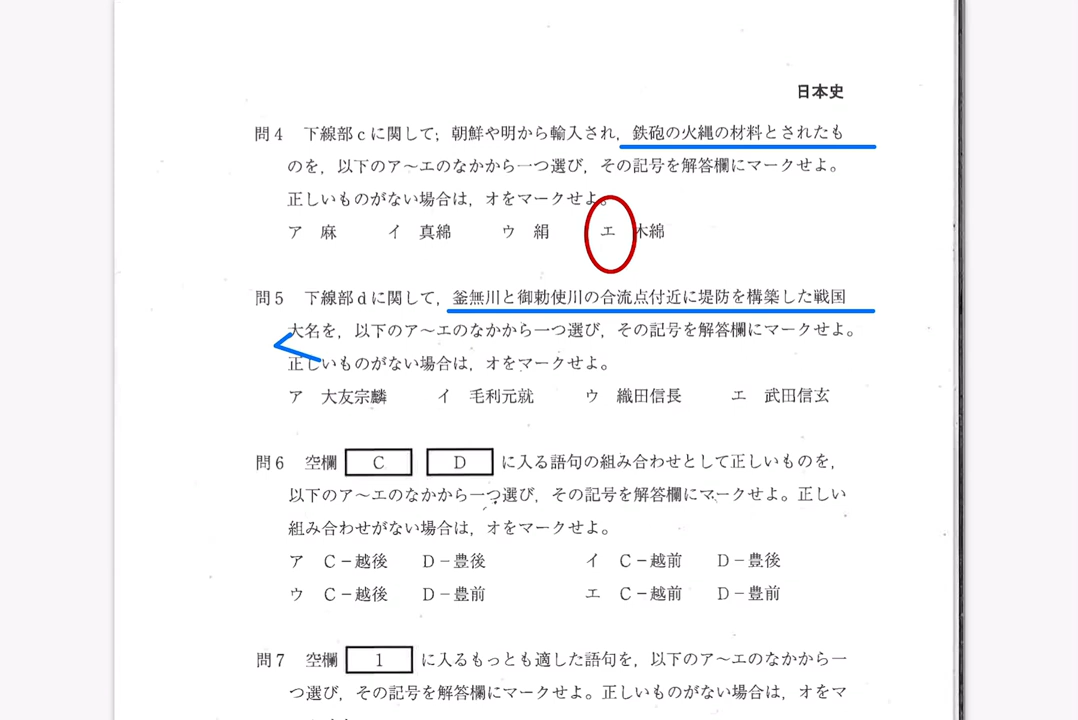 日本史
問4 下線部cに関して，朝鮮や明から輸入され，鉄砲の火縄の材料とされたも
のを，以下のア～エのなかから一つ選び，その記号を解答欄にマークせよ。
正しいものがない場合は，オをマークせよ。
ア 麻 イ 真綿 ウ 絹 エ 木綿
問5 下線部dに関して，釜無川と御勅使川の合流点付近に堤防を構築した戦国
大名を，以下のア～エのなかから一つ選び，その記号を解答欄にマークせよ。
正しいものがない場合は，オをマークせよ。
ア 大友宗麟 イ 毛利元就 ウ 織田信長 エ 武田信玄
問6 空欄 C D に入る語句の組み合わせとして正しいものを，
以下のア～エのなかから一つ選び，その記号を解答欄にマークせよ。正しい
組み合わせがない場合は，オをマークせよ。
ア C－越後 D－豊後 イ C－越前 D－豊後
ウ C－越後 D－豊前 エ C－越前 D－豊前
問7 空欄 1 に入るもっとも適した語句を，以下のア～エのなかから一
つ選び，その記号を解答欄にマークせよ。正しいものがない場合は，オをマ